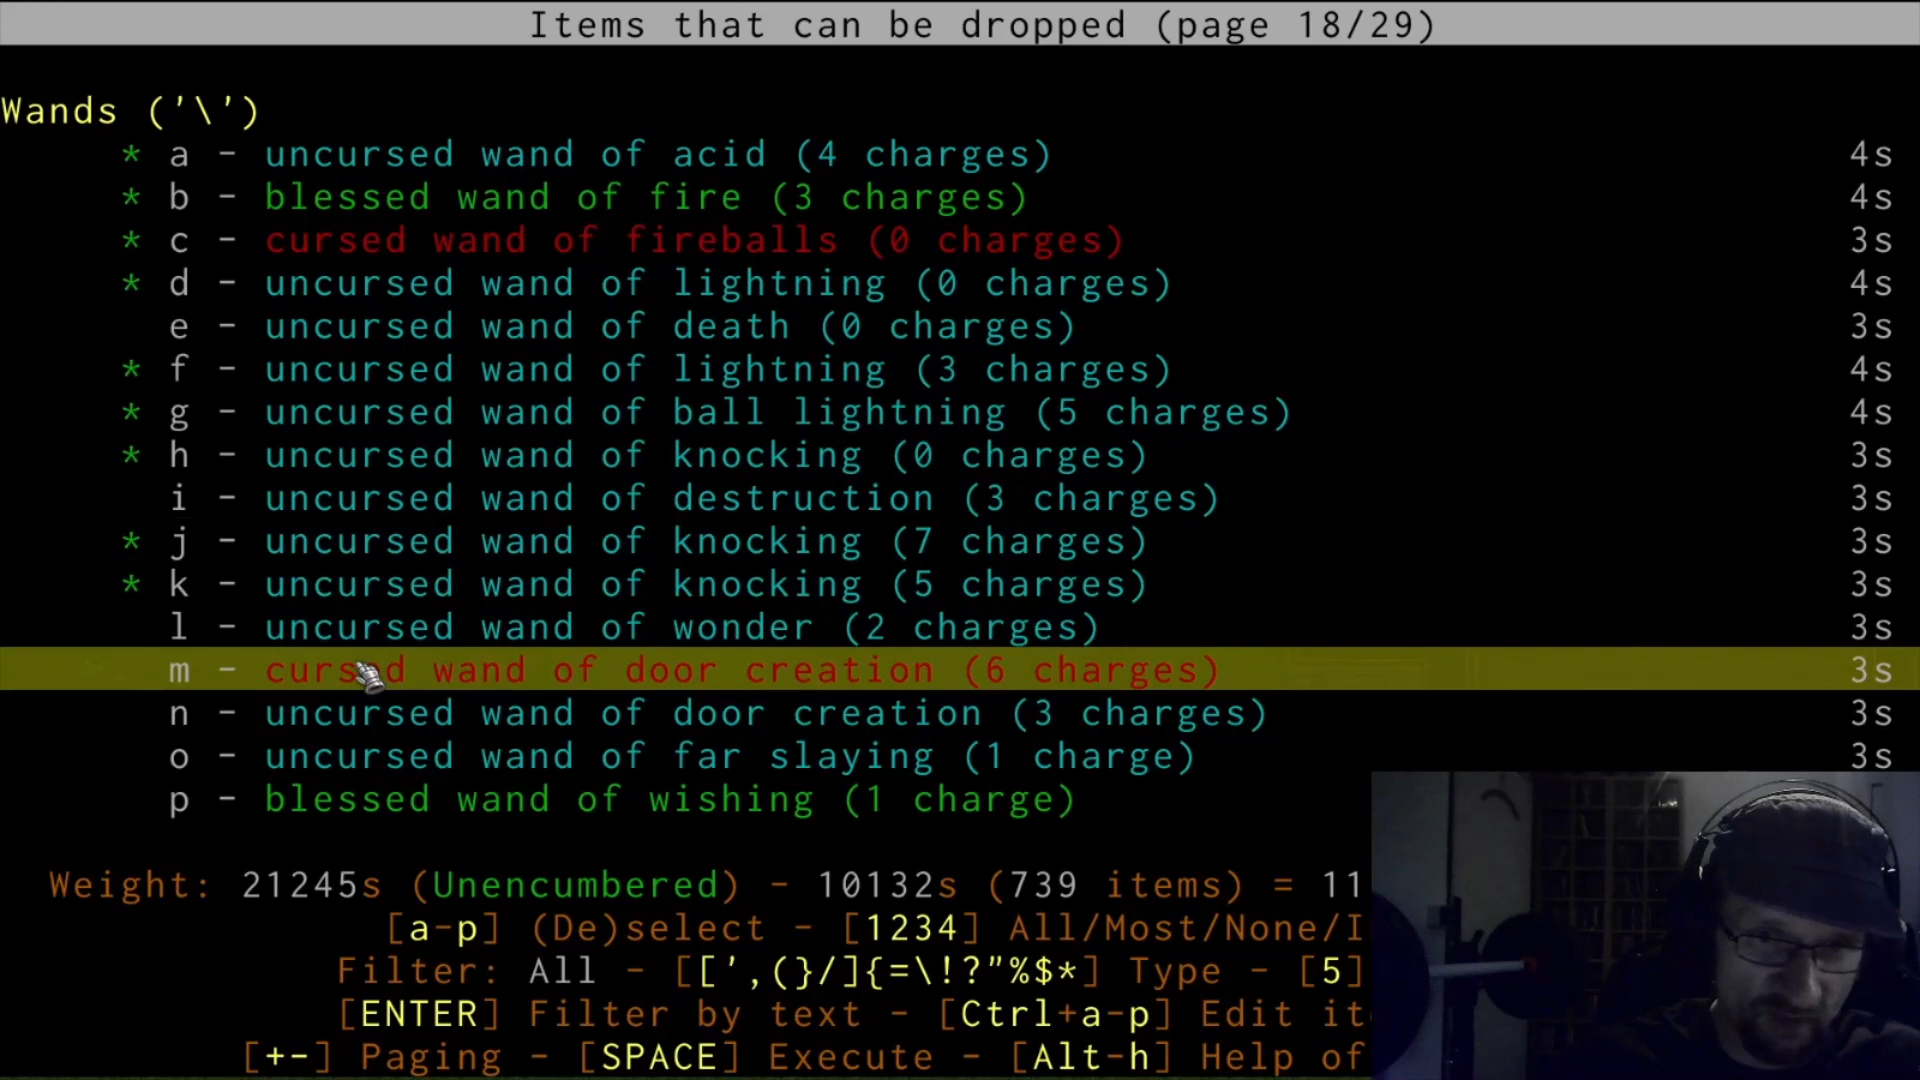 Items that can be dropped (page 18/29)
Wands ('\')
* a - uncursed wand of acid (4 charges) 4s
* b - blessed wand of fire (3 charges) 4s
* c - cursed wand of fireballs (0 charges) 3s
* d - uncursed wand of lightning (0 charges) 4s
e - uncursed wand of death (0 charges) 3s
* f - uncursed wand of lightning (3 charges) 4s
* g - uncursed wand of ball lightning (5 charges) 4s
* h - uncursed wand of knocking (0 charges) 3s
i - uncursed wand of destruction (3 charges) 3s
* j - uncursed wand of knocking (7 charges) 3s
* k - uncursed wand of knocking (5 charges) 3s
l - uncursed wand of wonder (2 charges) 3s
m - cursed wand of door creation (6 charges) 3s
n - uncursed wand of door creation (3 charges) 3s
o - uncursed wand of far slaying (1 charge) 3s
p - blessed wand of wishing (1 charge)
Weight: 21245s (Unencumbered) - 10132s (739 items) = 11
[a-p] (De)select - [1234] All/Most/None/I
Filter: All - [[',(}/]{=\!?"%$*] Type - [5]
[ENTER] Filter by text - [Ctrl+a-p] Edit it
[+-] Paging - [SPACE] Execute - [Alt-h] Help of